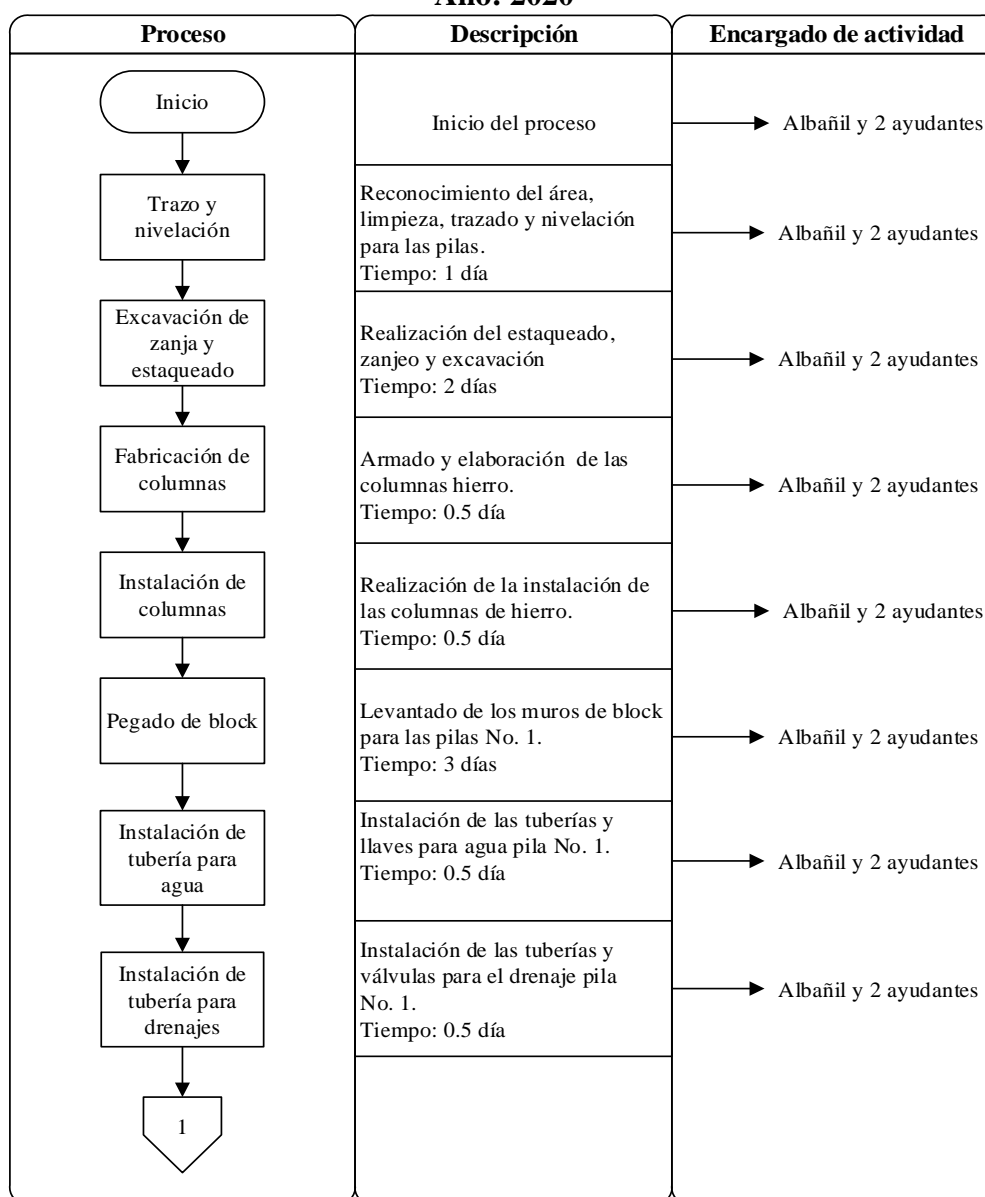 Año: 2020
Proceso
Descripción
Encargado de actividad
Inicio
Inicio del proceso
Albañil y 2 ayudantes
Trazo y
nivelación
Reconocimiento del área,
limpieza, trazado y nivelación
para las pilas.
Tiempo: 1 día
Albañil y 2 ayudantes
Excavación de
zanja y
estaqueado
Realización del estaqueado,
zanjeo y excavación
Tiempo: 2 días
Albañil y 2 ayudantes
Fabricación de
columnas
Armado y elaboración de las
columnas hierro.
Tiempo: 0.5 día
Albañil y 2 ayudantes
Instalación de
columnas
Realización de la instalación de
las columnas de hierro.
Tiempo: 0.5 día
Albañil y 2 ayudantes
Pegado de block
Levantado de los muros de block
para las pilas No. 1.
Tiempo: 3 días
Albañil y 2 ayudantes
Instalación de
tubería para
agua
Instalación de las tuberías y
llaves para agua pila No. 1.
Tiempo: 0.5 día
Albañil y 2 ayudantes
Instalación de
tubería para
drenajes
Instalación de las tuberías y
válvulas para el drenaje pila
No. 1.
Tiempo: 0.5 día
Albañil y 2 ayudantes
1